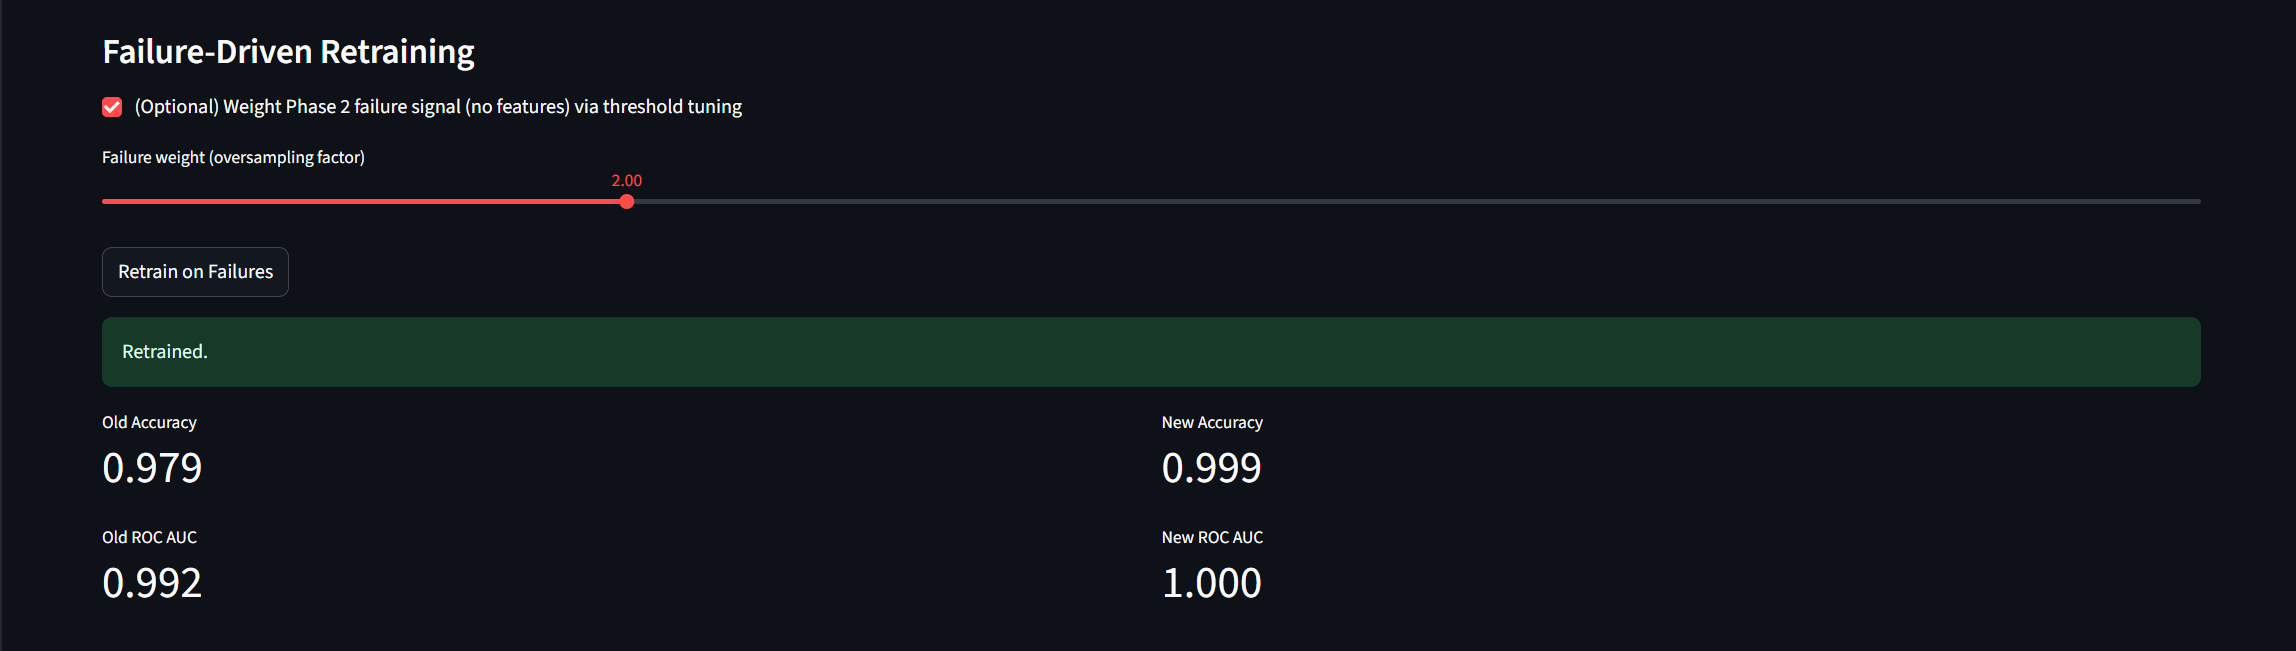 Failure-Driven Retraining
(Optional) Weight Phase 2 failure signal (no features) via threshold tuning
Failure weight (oversampling factor)
2.00
Retrain on Failures
Retrained.
Old Accuracy
0.979
New Accuracy
0.999
Old ROC AUC
0.992
New ROC AUC
1.000